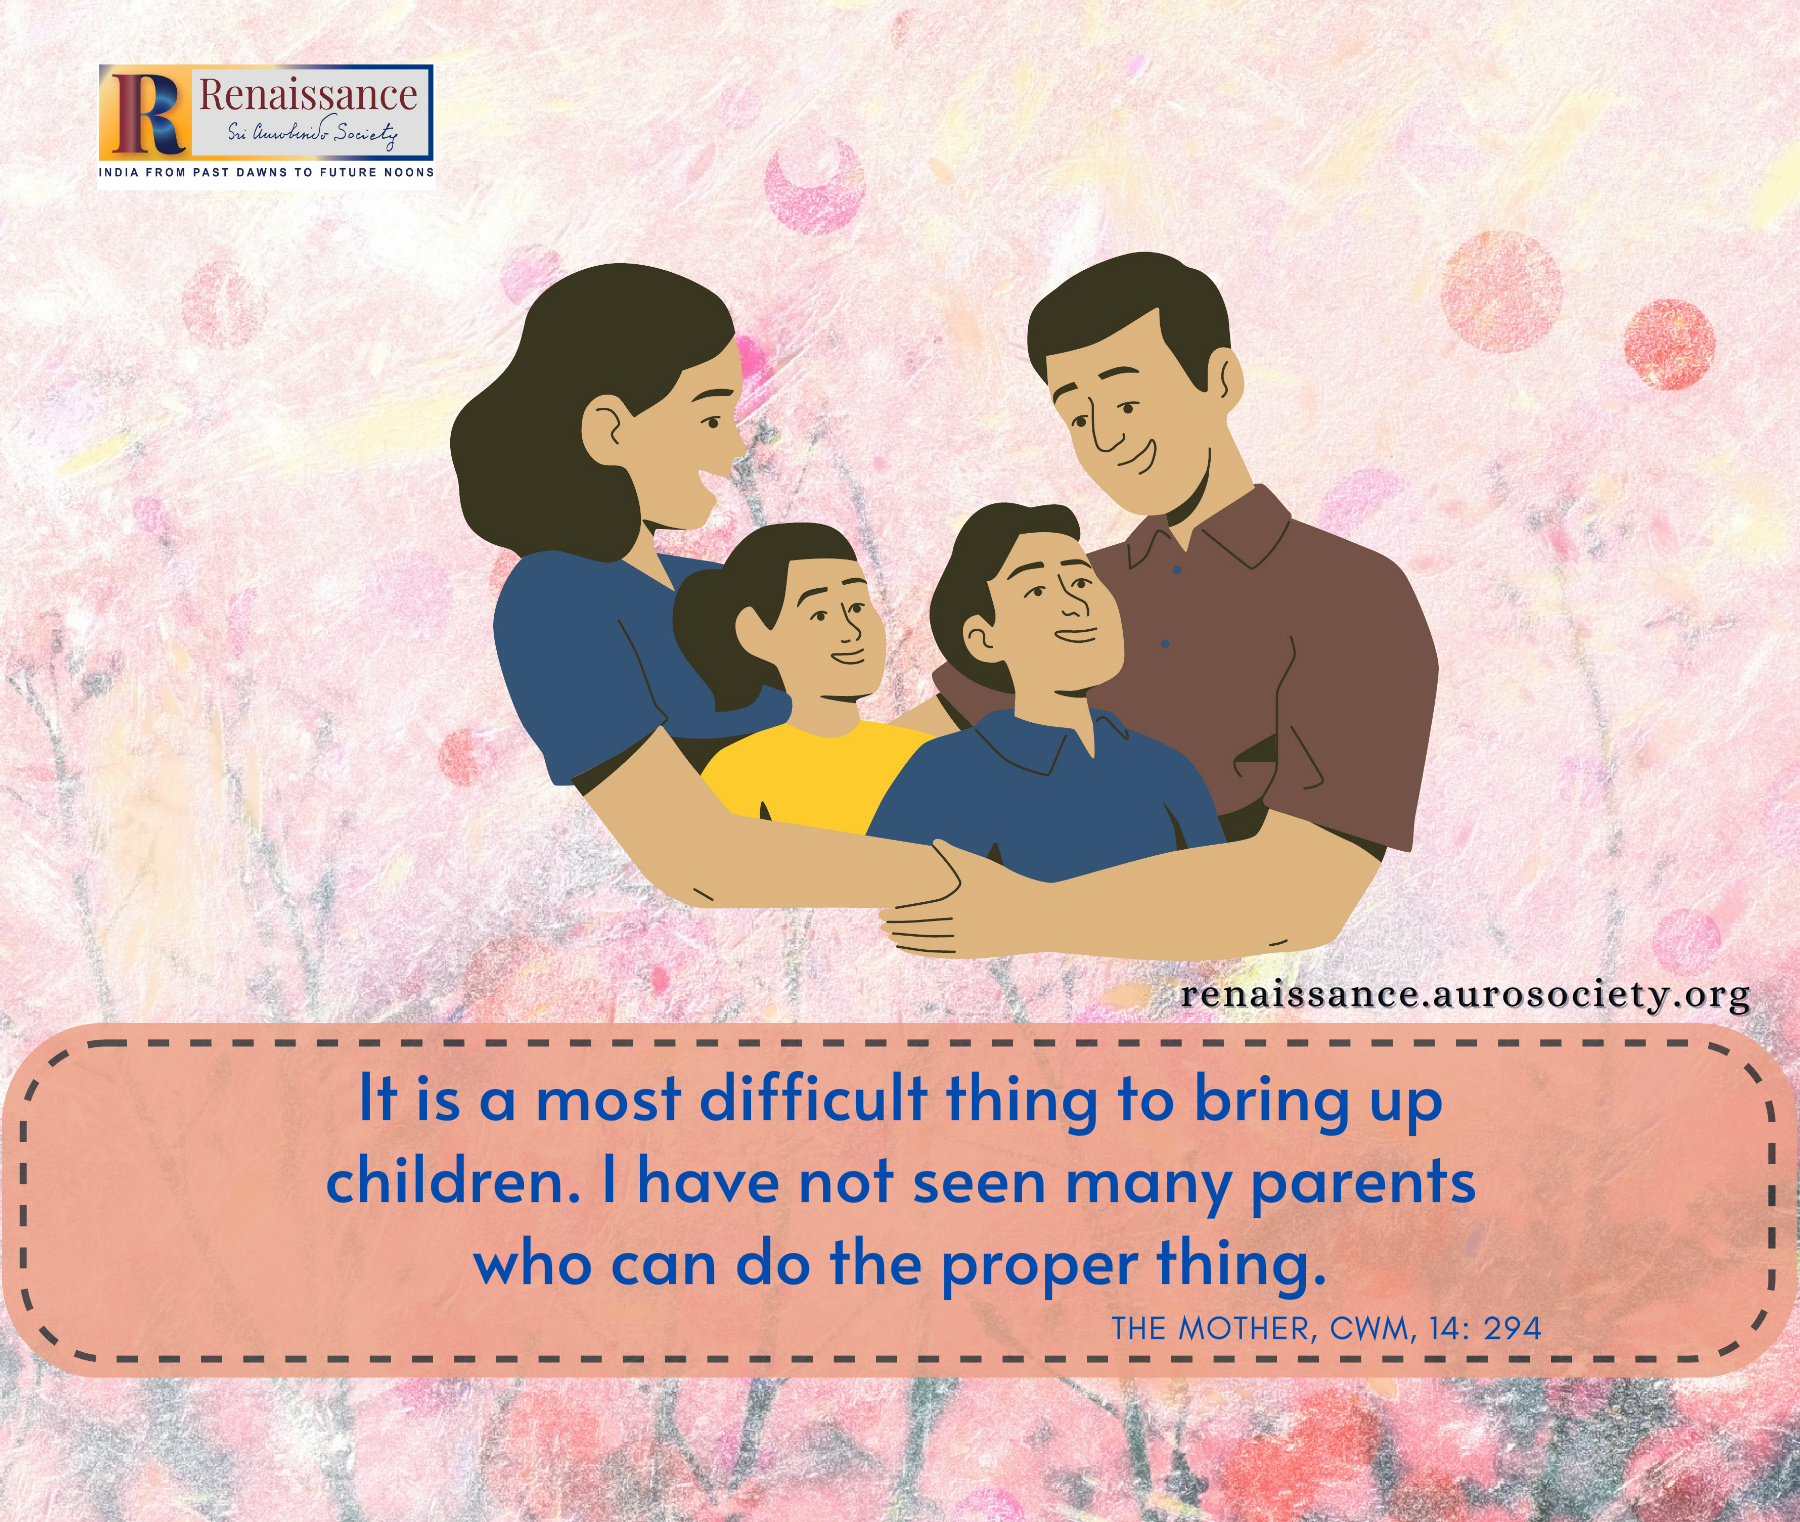 R Renaissance
Sri Aurobindo Society
INDIA FROM PAST DAWNS TO FUTURE NOONS
renaissance.aurosociety.org
It is a most difficult thing to bring up
children. I have not seen many parents
who can do the proper thing.
THE MOTHER, CWM, 14: 294